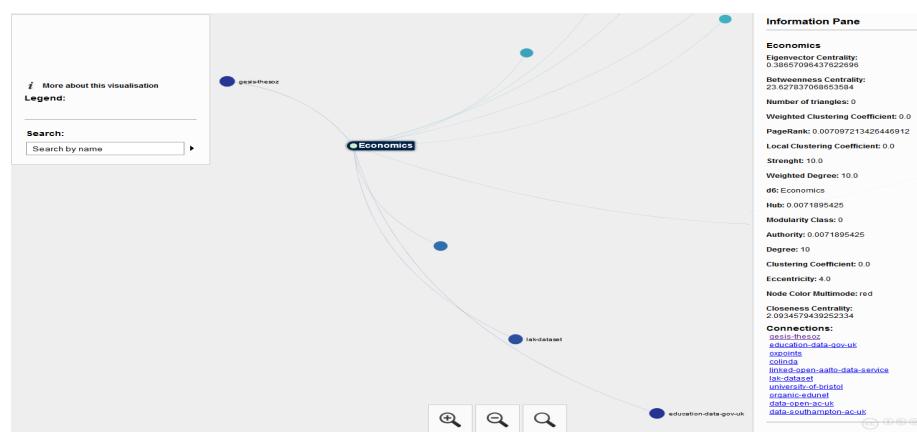 i More about this visualisation
Legend:
Search:
Search by name
gesis-thesoz
Economics
lak-dataset
education-data-gov-uk
Information Pane
Economics
Eigenvector Centrality:
0.38657096437622696
Betweenness Centrality:
23.627837068653584
Number of triangles: 0
Weighted Clustering Coefficient: 0.0
PageRank: 0.007097213426446912
Local Clustering Coefficient: 0.0
Strenght: 10.0
Weighted Degree: 10.0
d6: Economics
Hub: 0.0071895425
Modularity Class: 0
Authority: 0.0071895425
Degree: 10
Clustering Coefficient: 0.0
Eccentricity: 4.0
Node Color Multimode: red
Closeness Centrality:
2.0934579439252334
Connections:
gesis-thesoz
education-data-gov-uk
oxpoints
colinda
linked-open-aalto-data-service
lak-dataset
university-of-bristol
organic-edunet
data-open-ac-uk
data-southampton-ac-uk